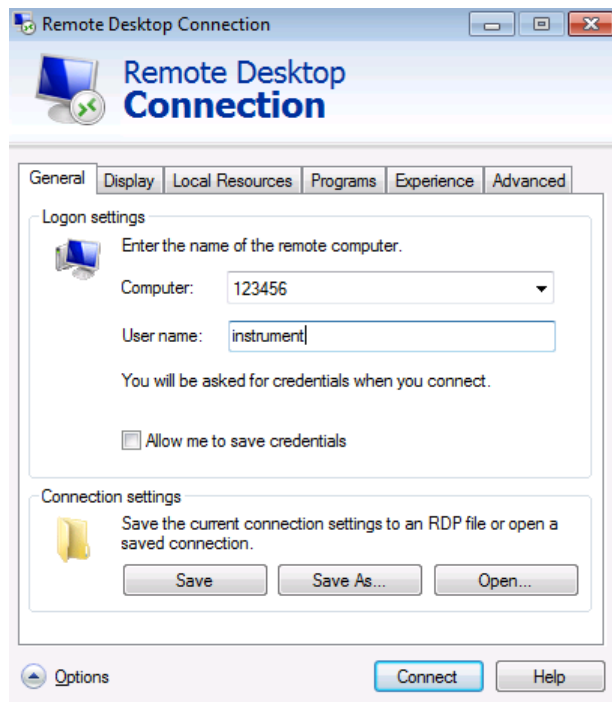 Remote Desktop Connection
Remote Desktop
Connection
General Display Local Resources Programs Experience Advanced
Logon settings
Enter the name of the remote computer.
Computer: 123456
User name: instrument
You will be asked for credentials when you connect.
Allow me to save credentials
Connection settings
Save the current connection settings to an RDP file or open a
saved connection.
Save Save As... Open...
Options Connect Help